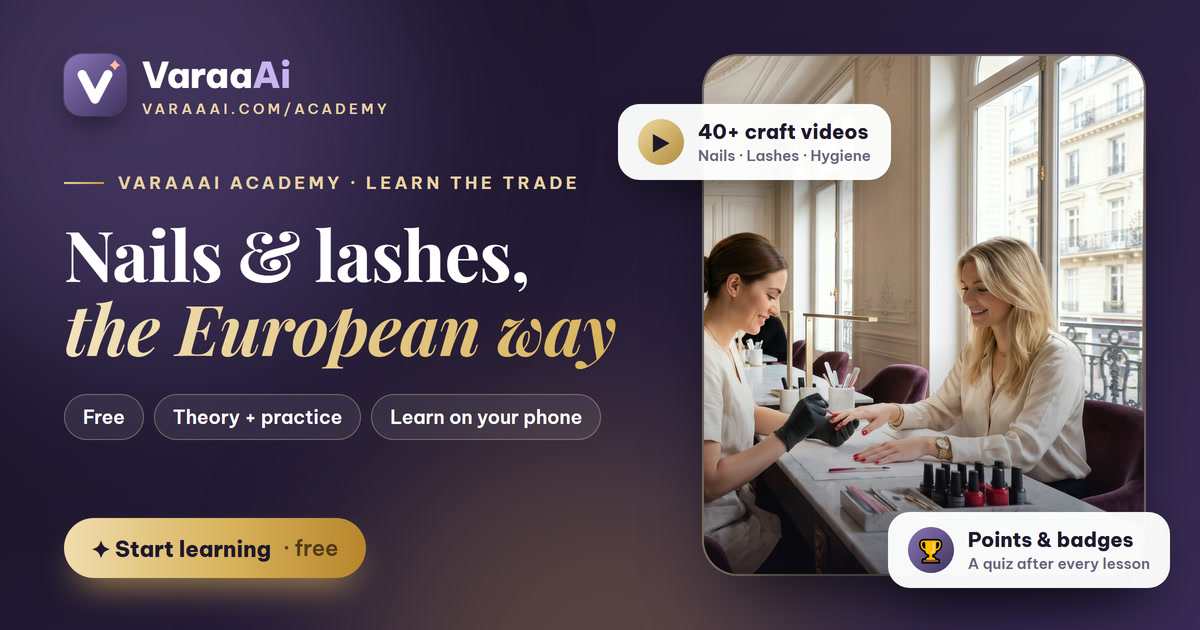 VaraaAi
VARAAAI.COM/ACADEMY
VARAAAI ACADEMY · LEARN THE TRADE
Nails & lashes,
the European way
Free
Theory + practice
Learn on your phone
✦ Start learning · free
40+ craft videos
Nails · Lashes · Hygiene
Points & badges
A quiz after every lesson